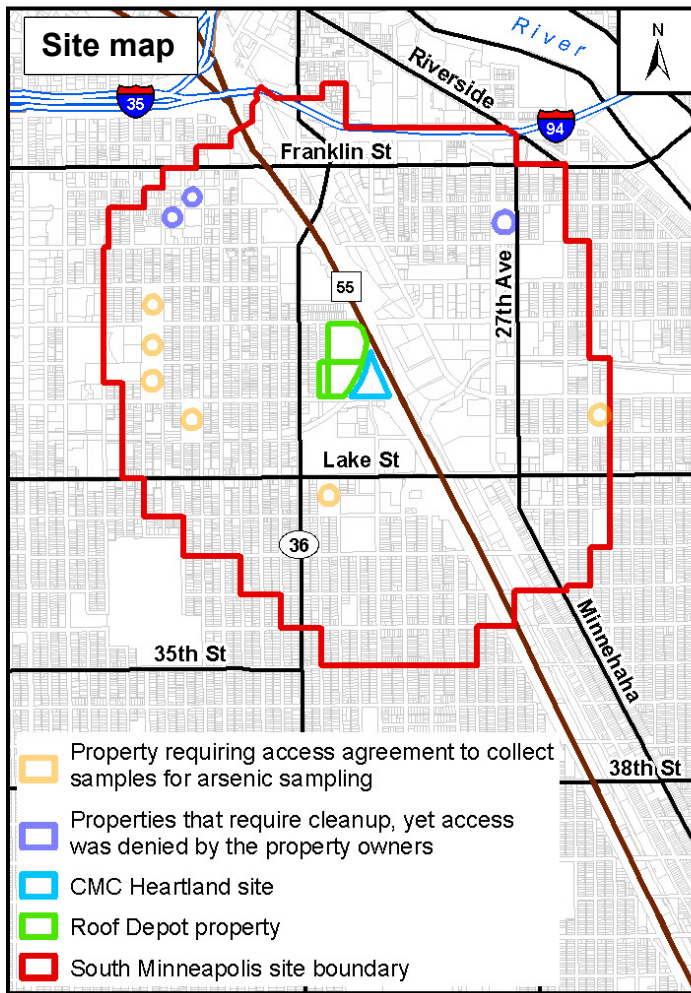 Site map
River
N
Riverside
35
94
Franklin St
55
27th Ave
Lake St
36
Minnehaha
35th St
38th St
Property requiring access agreement to collect
samples for arsenic sampling
Properties that require cleanup, yet access
was denied by the property owners
CMC Heartland site
Roof Depot property
South Minneapolis site boundary